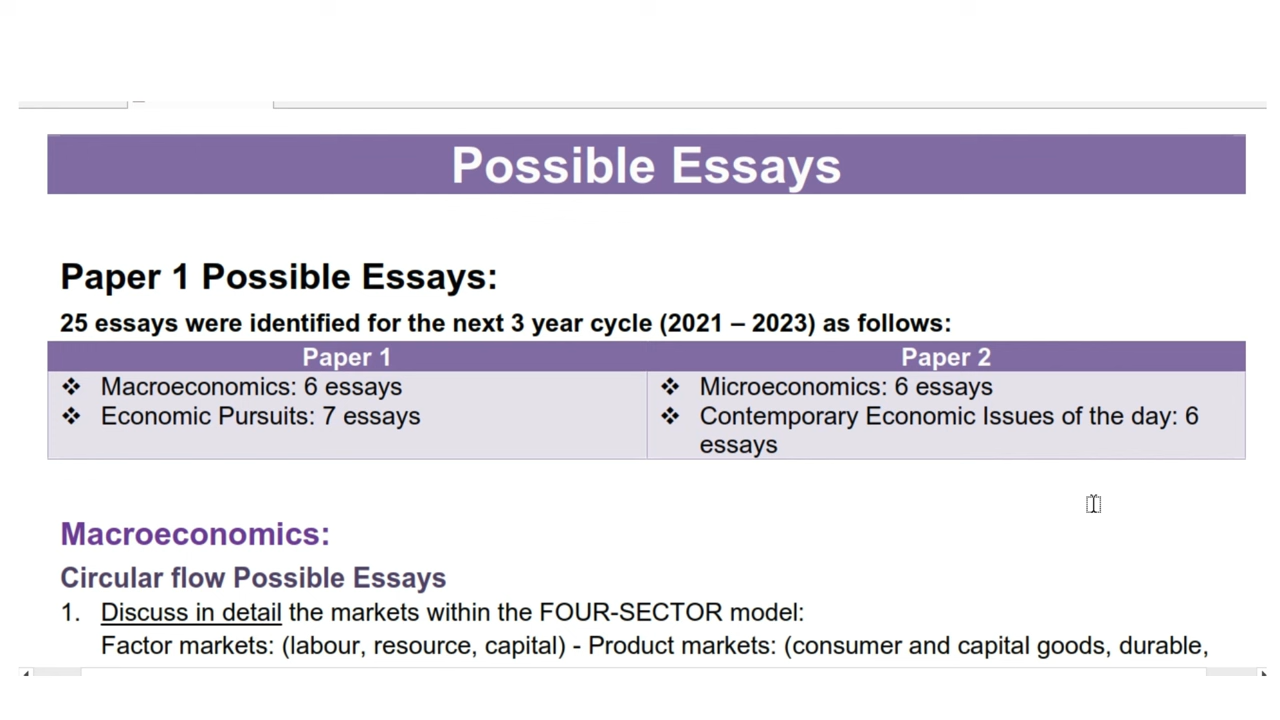 Possible Essays
Paper 1 Possible Essays:
25 essays were identified for the next 3 year cycle (2021 – 2023) as follows:
Paper 1
❖ Macroeconomics: 6 essays
❖ Economic Pursuits: 7 essays
Paper 2
❖ Microeconomics: 6 essays
❖ Contemporary Economic Issues of the day: 6
essays
Macroeconomics:
Circular flow Possible Essays
1. Discuss in detail the markets within the FOUR-SECTOR model:
Factor markets: (labour, resource, capital) - Product markets: (consumer and capital goods, durable,